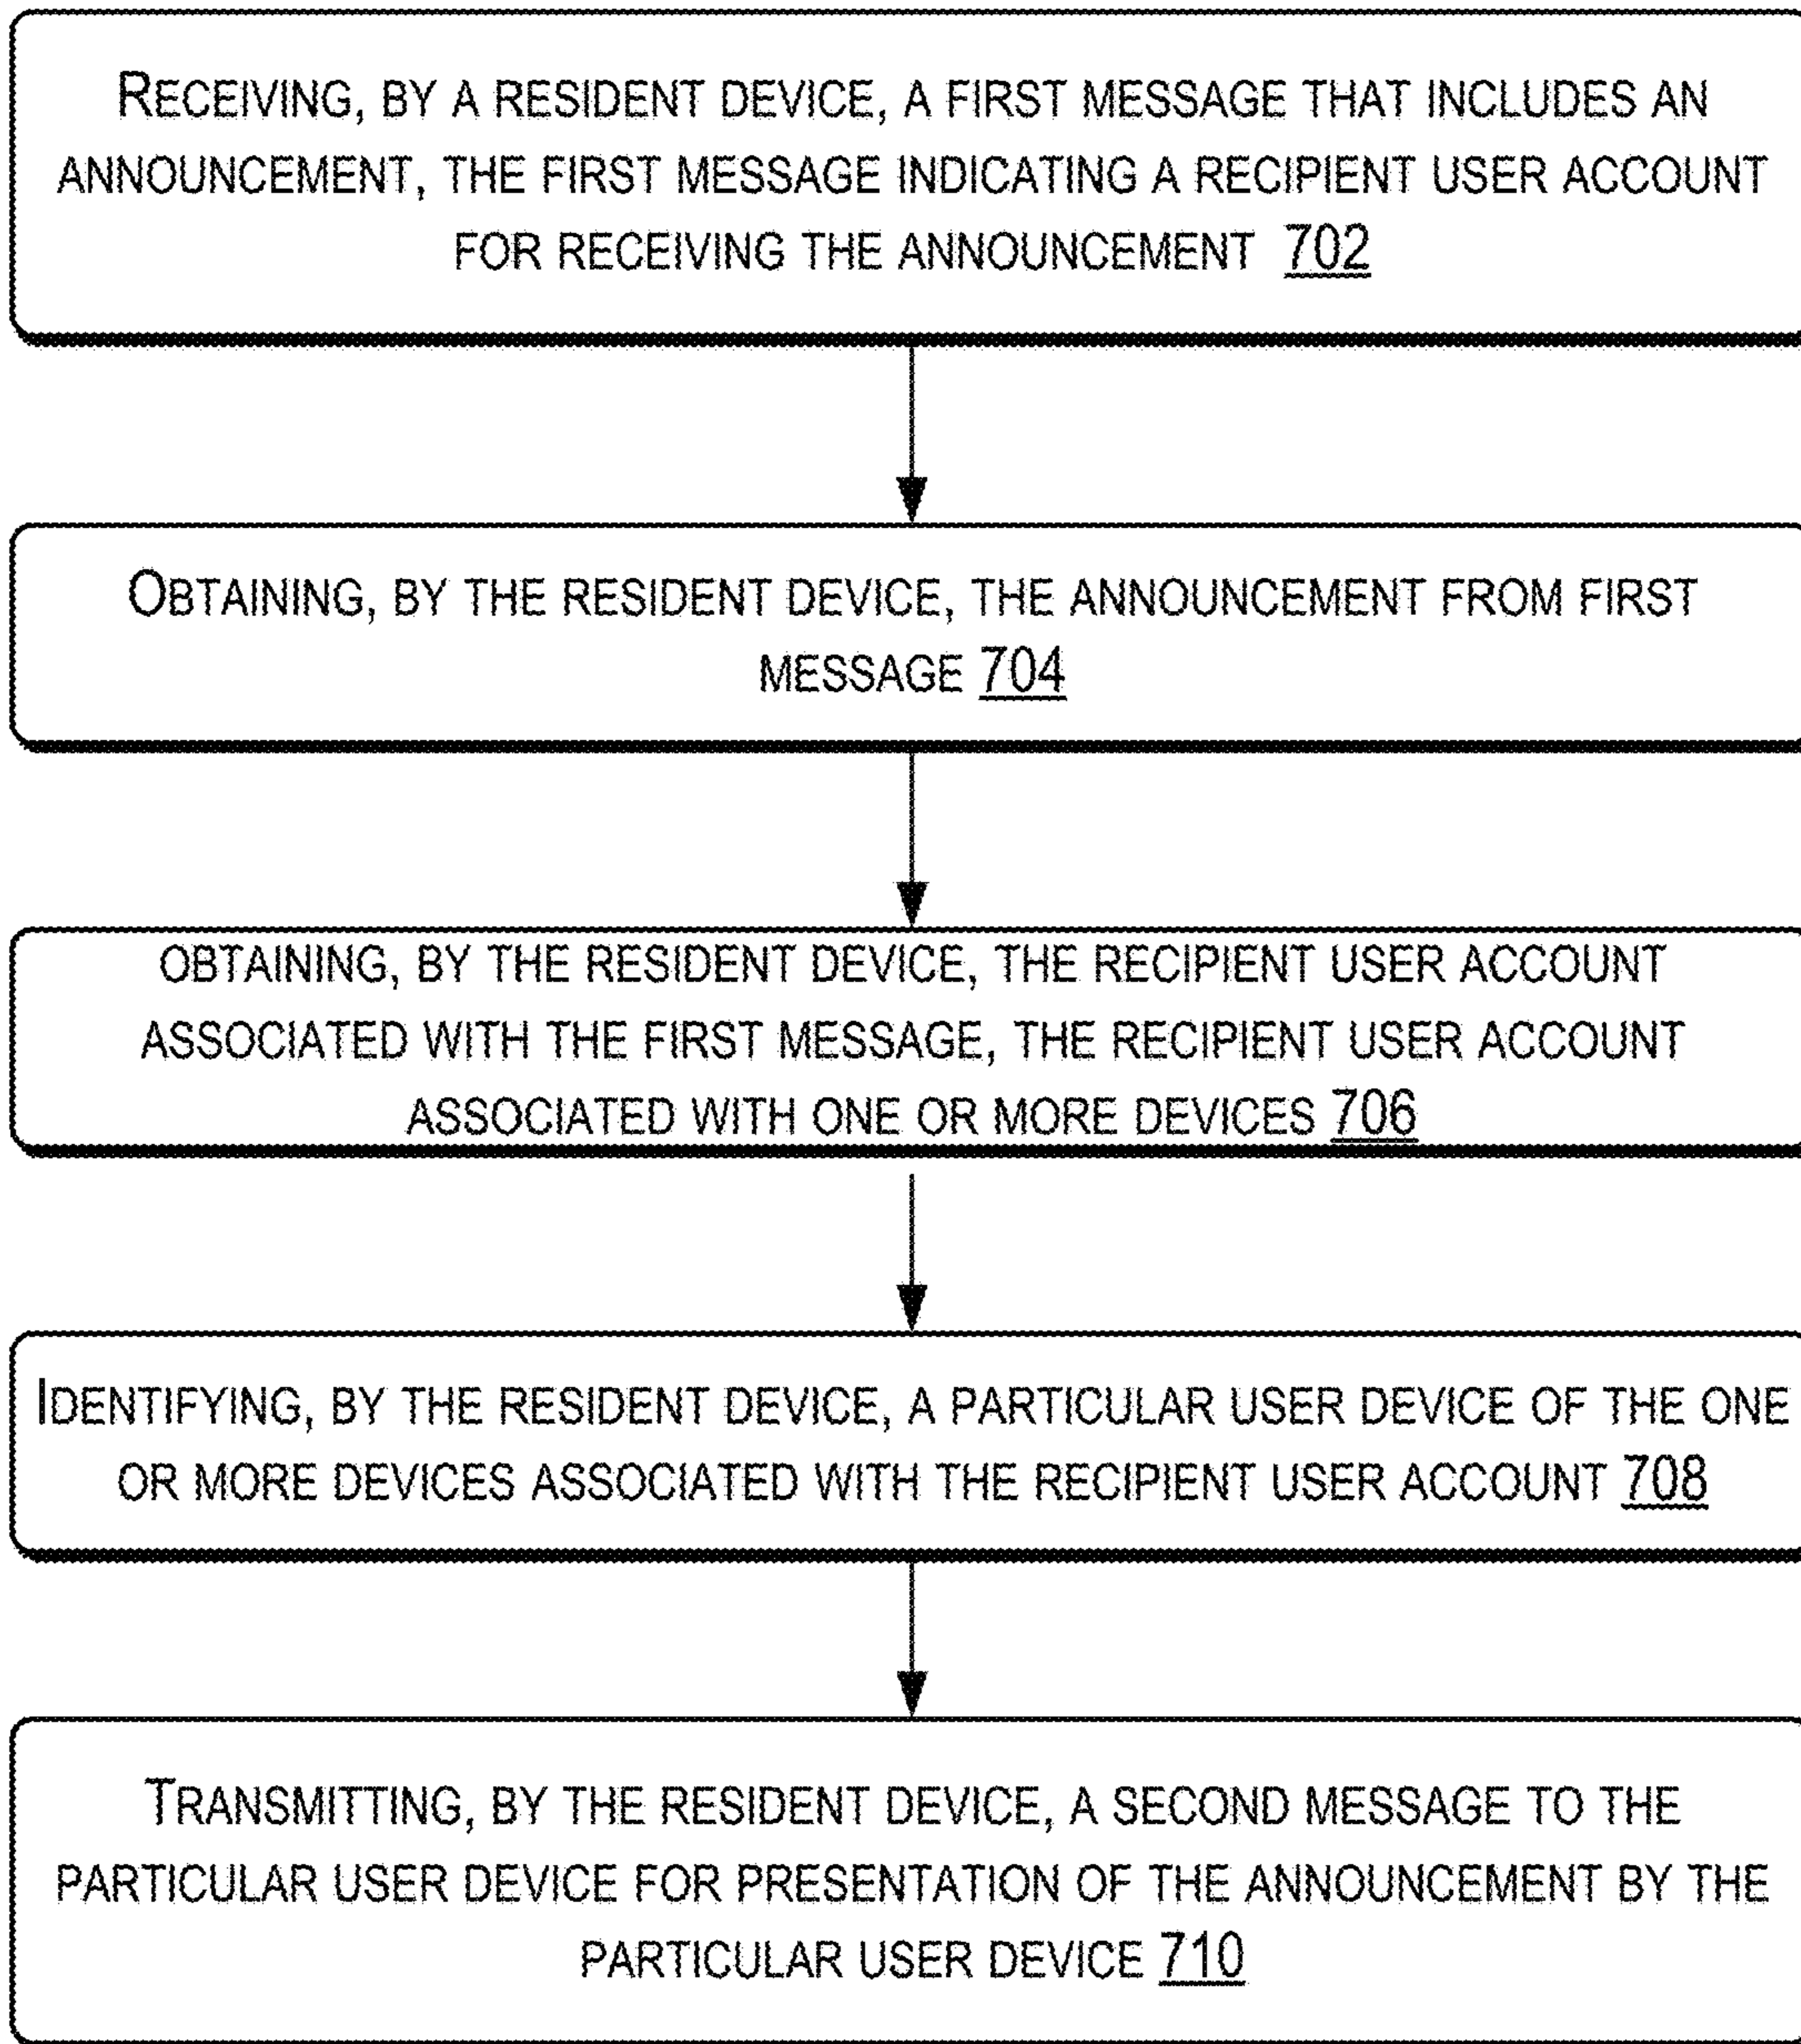 RECEIVING, BY A RESIDENT DEVICE, A FIRST MESSAGE THAT INCLUDES AN
ANNOUNCEMENT, THE FIRST MESSAGE INDICATING A RECIPIENT USER ACCOUNT
FOR RECEIVING THE ANNOUNCEMENT 702
OBTAINING, BY THE RESIDENT DEVICE, THE ANNOUNCEMENT FROM FIRST
MESSAGE 704
OBTAINING, BY THE RESIDENT DEVICE, THE RECIPIENT USER ACCOUNT
ASSOCIATED WITH THE FIRST MESSAGE, THE RECIPIENT USER ACCOUNT
ASSOCIATED WITH ONE OR MORE DEVICES 706
IDENTIFYING, BY THE RESIDENT DEVICE, A PARTICULAR USER DEVICE OF THE ONE
OR MORE DEVICES ASSOCIATED WITH THE RECIPIENT USER ACCOUNT 708
TRANSMITTING, BY THE RESIDENT DEVICE, A SECOND MESSAGE TO THE
PARTICULAR USER DEVICE FOR PRESENTATION OF THE ANNOUNCEMENT BY THE
PARTICULAR USER DEVICE 710